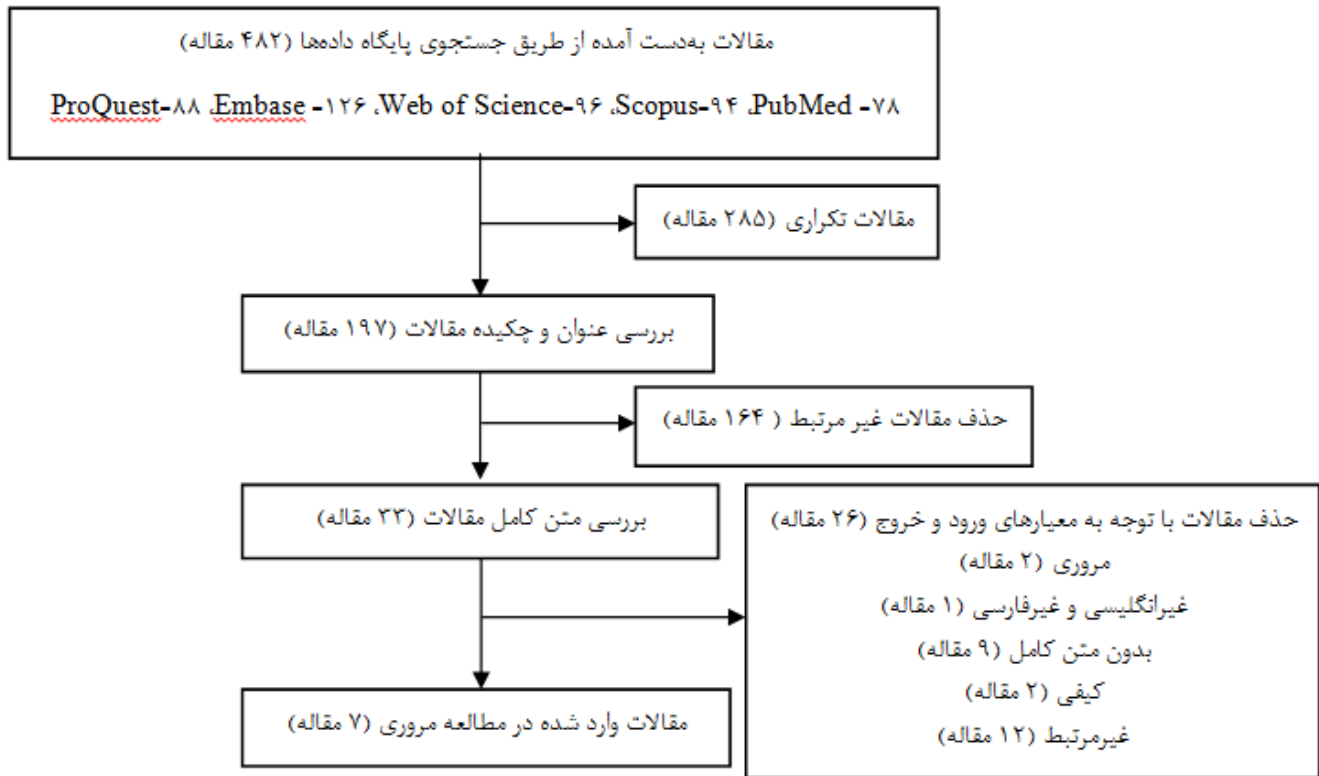 مقالات به‌دست آمده از طریق جستجوی پایگاه داده‌ها (۴۸۲ مقاله)
ProQuest-۸۸ ،Embase -۱۲۶ ،Web of Science-۹۶ ،Scopus-۹۴ ،PubMed -۷۸
مقالات تکراری (۲۸۵ مقاله)
بررسی عنوان و چکیده مقالات (۱۹۷ مقاله)
حذف مقالات غیر مرتبط ( ۱۶۴ مقاله)
بررسی متن کامل مقالات (۳۳ مقاله)
حذف مقالات با توجه به معیارهای ورود و خروج (۲۶ مقاله)
مروری (۲ مقاله)
غیرانگلیسی و غیرفارسی (۱ مقاله)
بدون متن کامل (۹ مقاله)
کیفی (۲ مقاله)
غیرمرتبط (۱۲ مقاله)
مقالات وارد شده در مطالعه مروری (۷ مقاله)